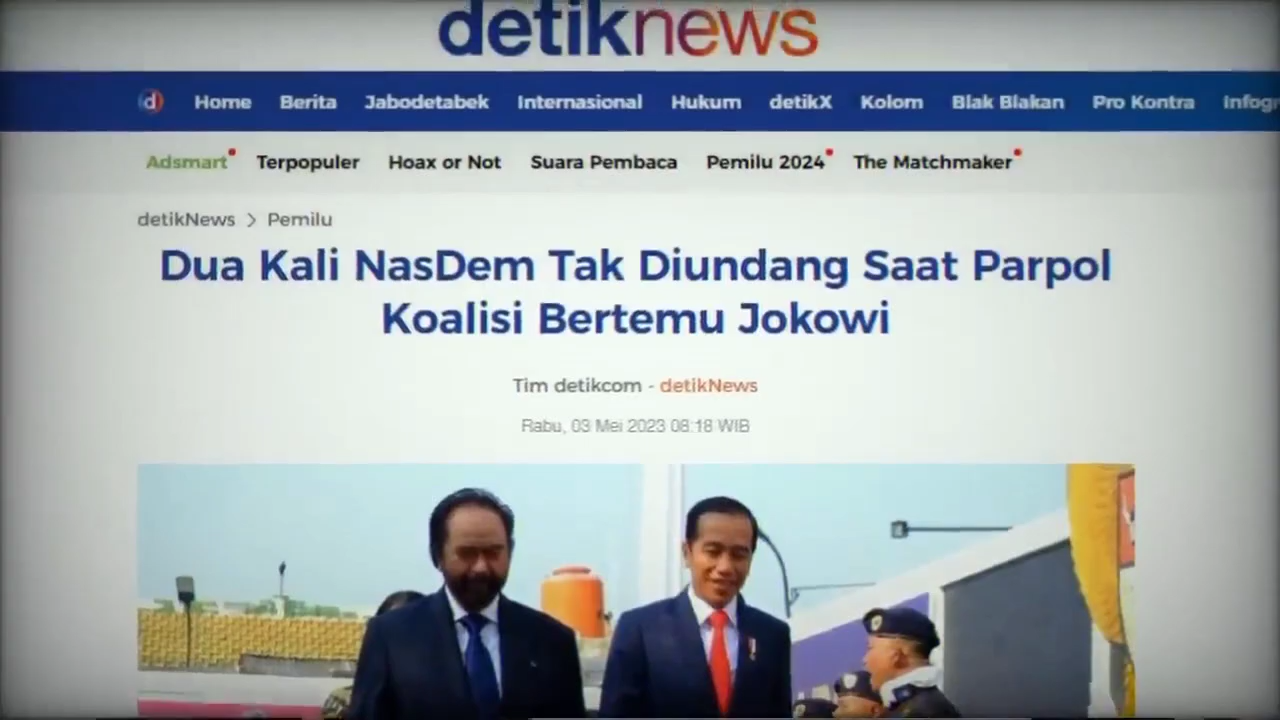 detiknews
d Home Berita Jabodetabek Internasional Hukum detikX Kolom Blak Blakan Pro Kontra Infogr
Adsmart Terpopuler Hoax or Not Suara Pembaca Pemilu 2024 The Matchmaker
detikNews > Pemilu
Dua Kali NasDem Tak Diundang Saat Parpol
Koalisi Bertemu Jokowi
Tim detikcom - detikNews
Rabu, 03 Mei 2023 08:18 WIB